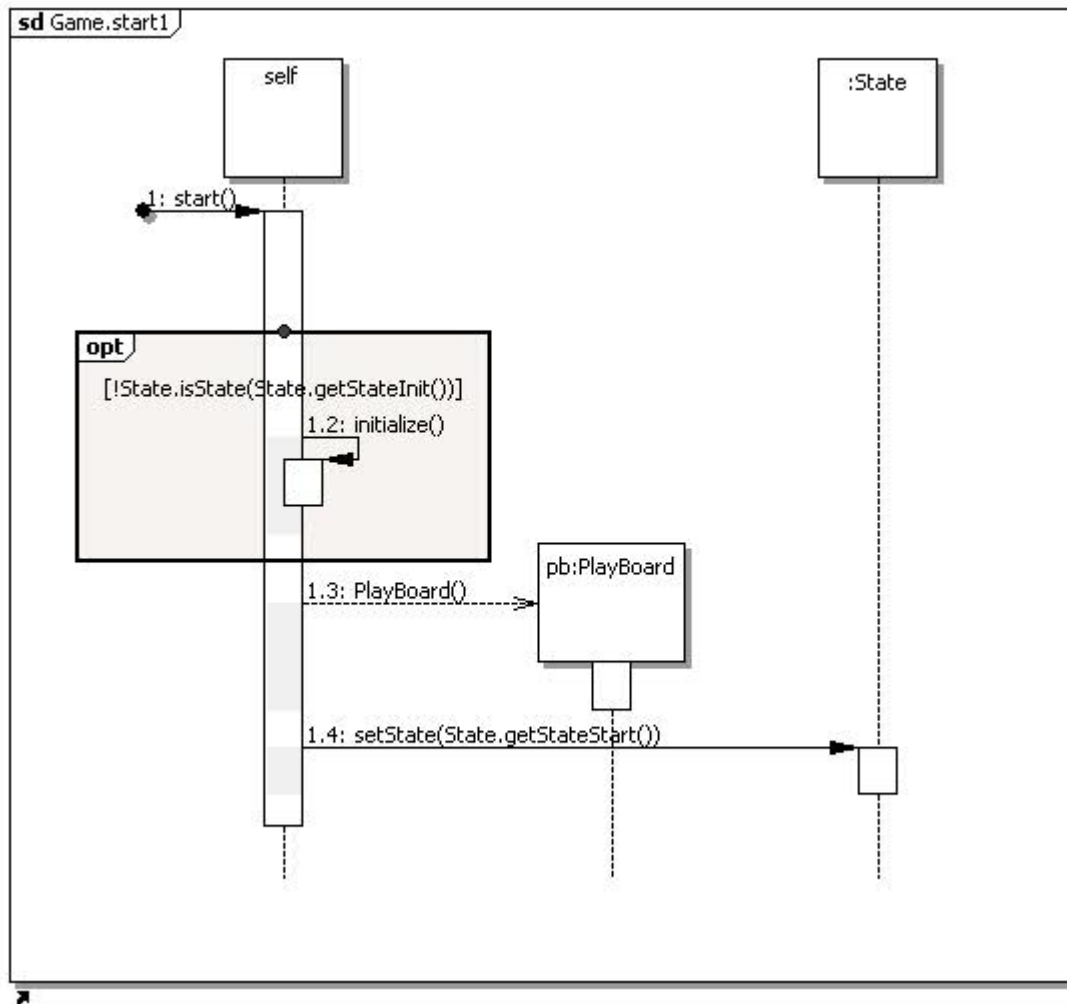 sd Game.start1
self
:State
1: start()
opt
[!State.isState(State.getStateInit())]
1.2: initialize()
pb:PlayBoard
1.3: PlayBoard()
1.4: setState(State.getStateStart())